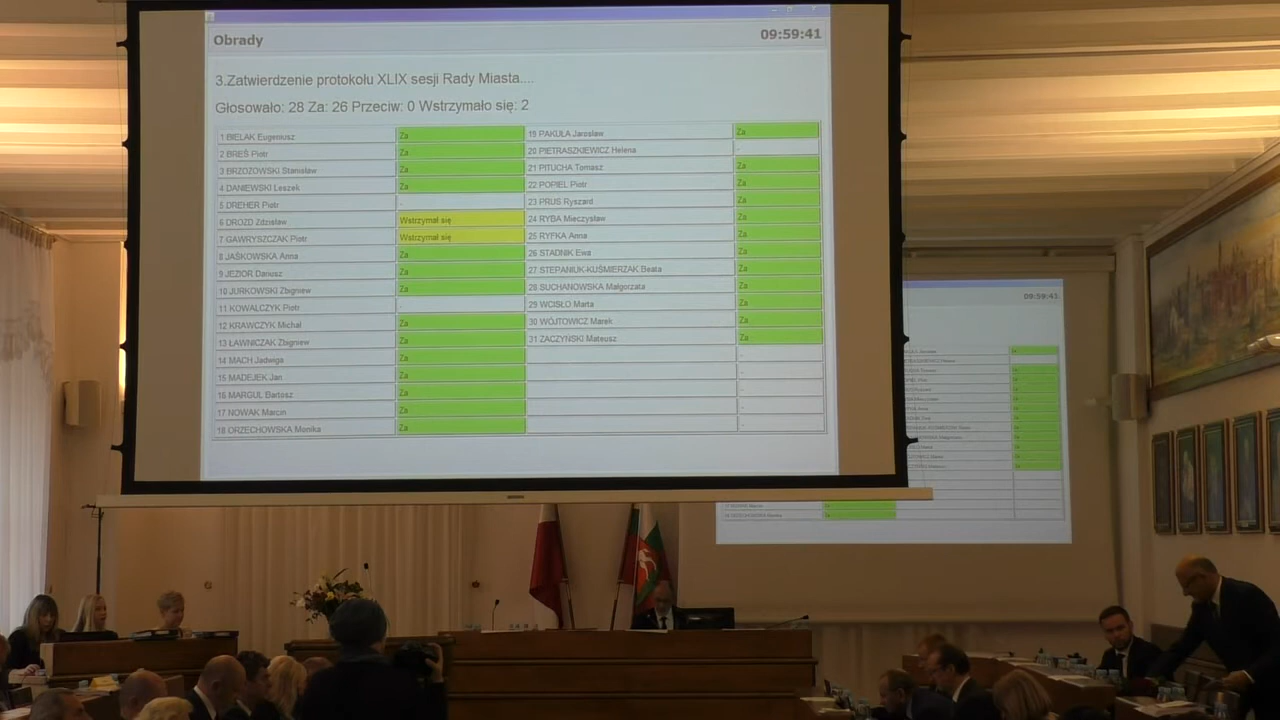 Obrady
09:59:41
3.Zatwierdzenie protokołu XLIX sesji Rady Miasta....
Głosowało: 28 Za: 26 Przeciw: 0 Wstrzymało się: 2
1 BIELAK Eugeniusz Za
2 BREŚ Piotr Za
3 BRZOZOWSKI Stanisław Za
4 DANIEWSKI Leszek Za
5 DREHER Piotr -
6 DROZD Zdzisław Wstrzymał się
7 GAWRYSZCZAK Piotr Wstrzymał się
8 JAŚKOWSKA Anna Za
9 JEZIOR Dariusz Za
10 JURKOWSKI Zbigniew Za
11 KOWALCZYK Piotr -
12 KRAWCZYK Michał Za
13 ŁAWNICZAK Zbigniew Za
14 MACH Jadwiga Za
15 MADEJEK Jan Za
16 MARGUL Bartosz Za
17 NOWAK Marcin Za
18 ORZECHOWSKA Monika Za
19 PAKUŁA Jarosław Za
20 PIETRASZKIEWICZ Helena -
21 PITUCHA Tomasz Za
22 POPIEL Piotr Za
23 PRUS Ryszard Za
24 RYBA Mieczysław Za
25 RYFKA Anna Za
26 STADNIK Ewa Za
27 STEPANIUK-KUŚMIERZAK Beata Za
28 SUCHANOWSKA Małgorzata Za
29 WCISŁO Marta Za
30 WÓJTOWICZ Marek Za
31 ZACZYŃSKI Mateusz Za
-
-
-
-
-
09:59:41